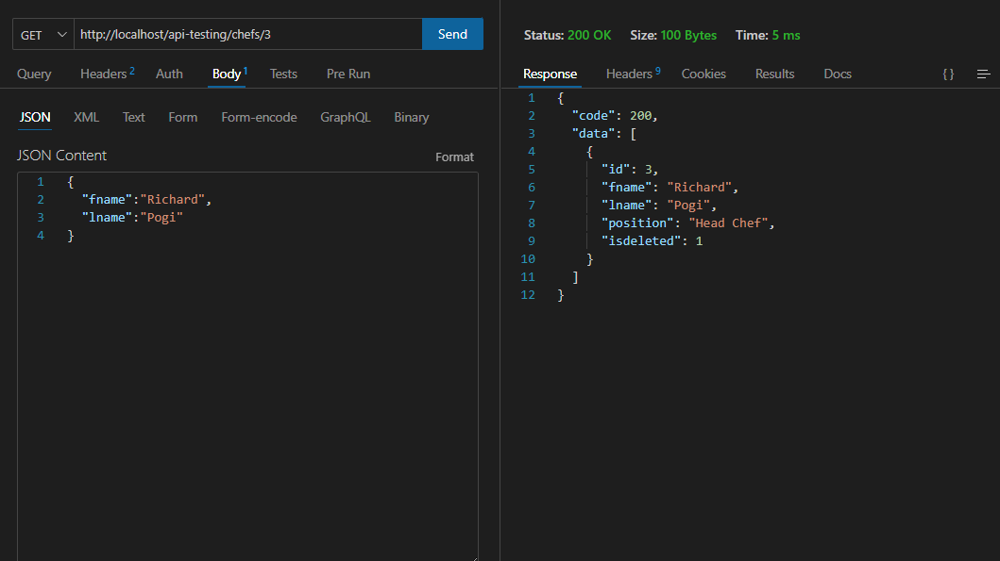 GET http://localhost/api-testing/chefs/3 Send
Query Headers 2 Auth Body 1 Tests Pre Run
JSON XML Text Form Form-encode GraphQL Binary
JSON Content Format
1 {
2 "fname":"Richard",
3 "lname":"Pogi"
4 }
Status: 200 OK Size: 100 Bytes Time: 5 ms
Response Headers 9 Cookies Results Docs { }
1 {
2 "code": 200,
3 "data": [
4 {
5 "id": 3,
6 "fname": "Richard",
7 "lname": "Pogi",
8 "position": "Head Chef",
9 "isdeleted": 1
10 }
11 ]
12 }